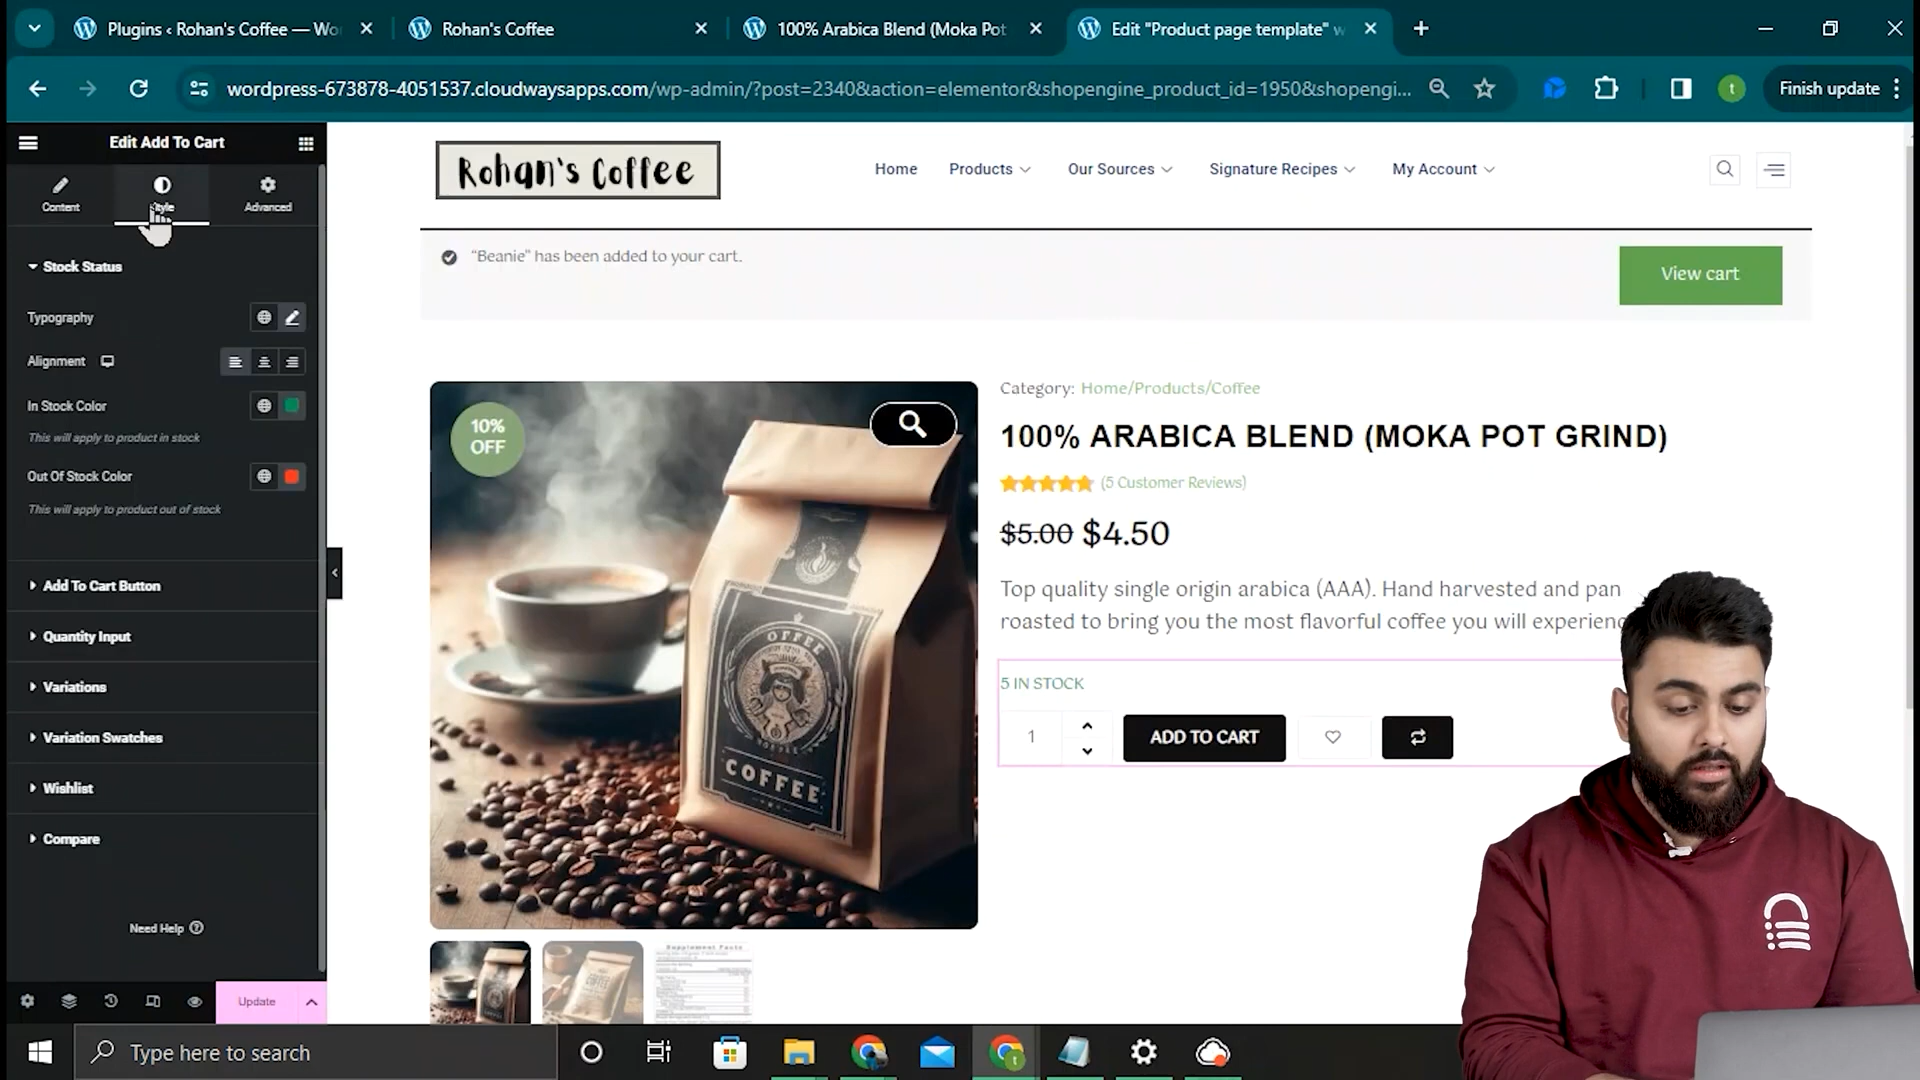 Plugins ‹ Rohan's Coffee — Wo
Rohan's Coffee
100% Arabica Blend (Moka Pot
Edit "Product page template" w
wordpress-673878-4051537.cloudwaysapps.com/wp-admin/?post=2340&action=elementor&shopengine_product_id=1950&shopengi...
t
Finish update
Edit Add To Cart
Content
Style
Advanced
Stock Status
Typography
Alignment
In Stock Color
This will apply to product in stock
Out Of Stock Color
This will apply to product out of stock
Add To Cart Button
Quantity Input
Variations
Variation Swatches
Wishlist
Compare
Need Help
Update
Rohan's Coffee
Home
Products
Our Sources
Signature Recipes
My Account
"Beanie" has been added to your cart.
View cart
10%
OFF
OFFEE
COFFEE
Category: Home/Products/Coffee
100% ARABICA BLEND (MOKA POT GRIND)
(5 Customer Reviews)
$5.00 $4.50
Top quality single origin arabica (AAA). Hand harvested and pan
roasted to bring you the most flavorful coffee you will experienc
5 IN STOCK
1
ADD TO CART
Supplement Facts
Type here to search